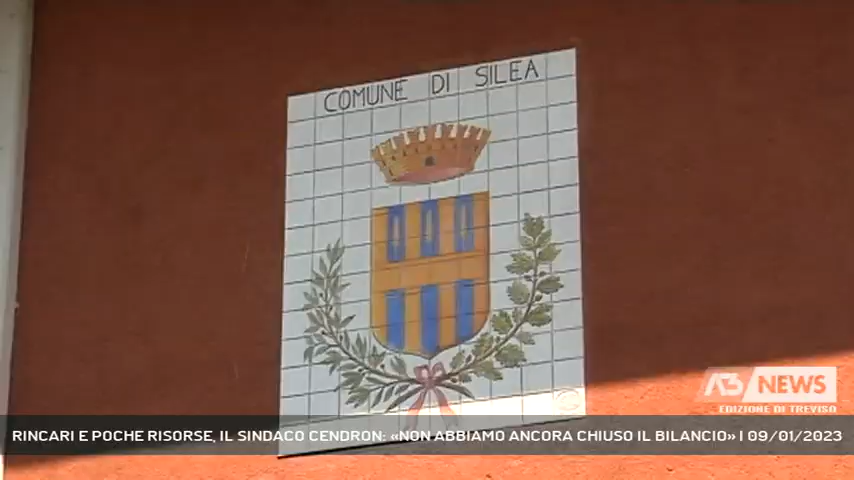 COMUNE DI SILEA
A3 NEWS
EDIZIONE DI TREVISO
RINCARI E POCHE RISORSE, IL SINDACO CENDRON: «NON ABBIAMO ANCORA CHIUSO IL BILANCIO» | 09/01/2023